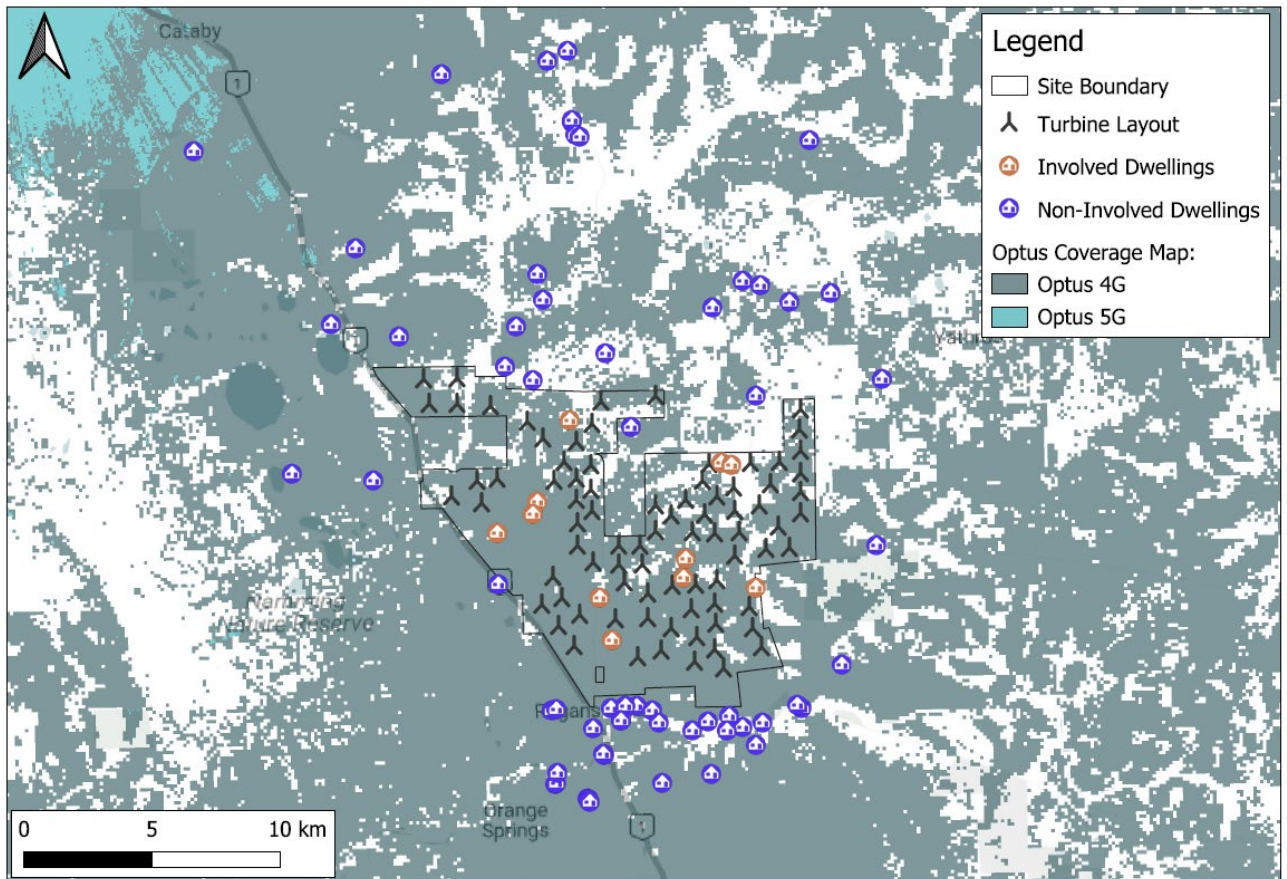 Cataby
1
Legend
Site Boundary
Turbine Layout
Involved Dwellings
Non-Involved Dwellings
Optus Coverage Map:
Optus 4G
Optus 5G
Nature Reserve
Orange
Springs
1
0 5 10 km